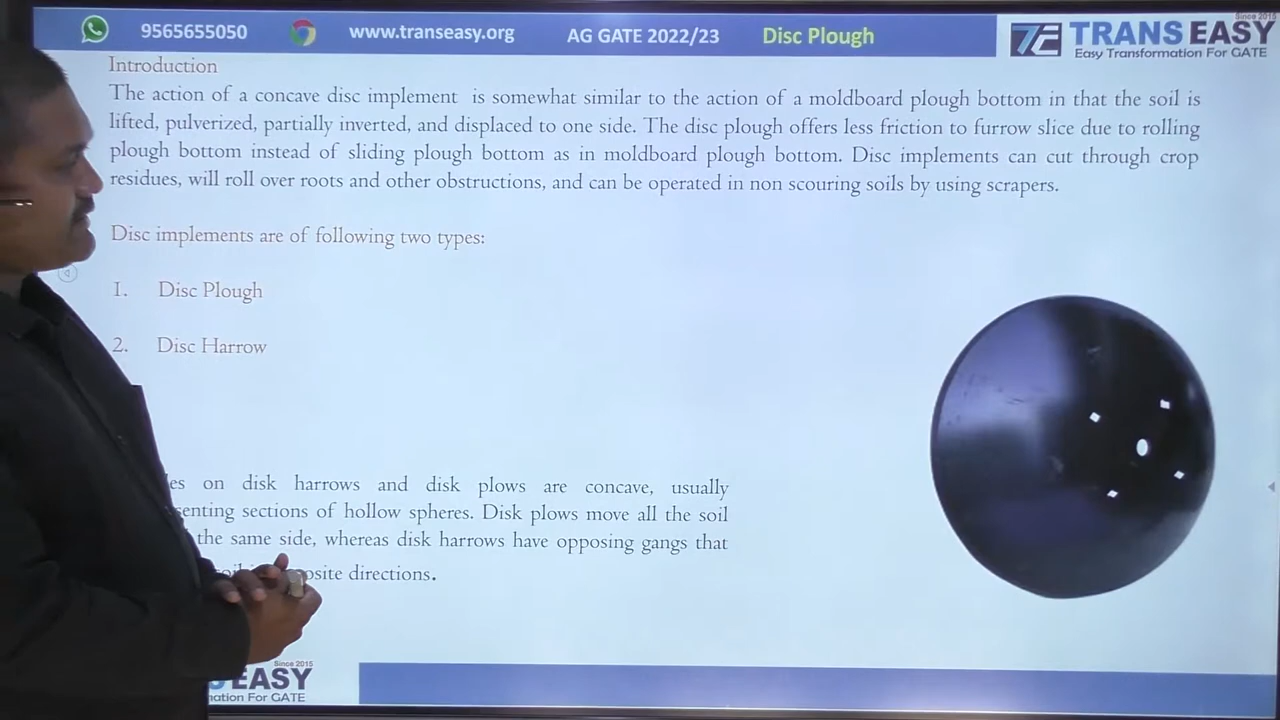 9565655050 www.transeasy.org AG GATE 2022/23 Disc Plough
Since 2015
TRANS EASY
Easy Transformation For GATE
Introduction
The action of a concave disc implement is somewhat similar to the action of a moldboard plough bottom in that the soil is
lifted, pulverized, partially inverted, and displaced to one side. The disc plough offers less friction to furrow slice due to rolling
plough bottom instead of sliding plough bottom as in moldboard plough bottom. Disc implements can cut through crop
residues, will roll over roots and other obstructions, and can be operated in non scouring soils by using scrapers.
Disc implements are of following two types:
1. Disc Plough
2. Disc Harrow
on disk harrows and disk plows are concave, usually
sections of hollow spheres. Disk plows move all the soil
the same side, whereas disk harrows have opposing gangs that
directions.
Since 2015
EASY
For GATE